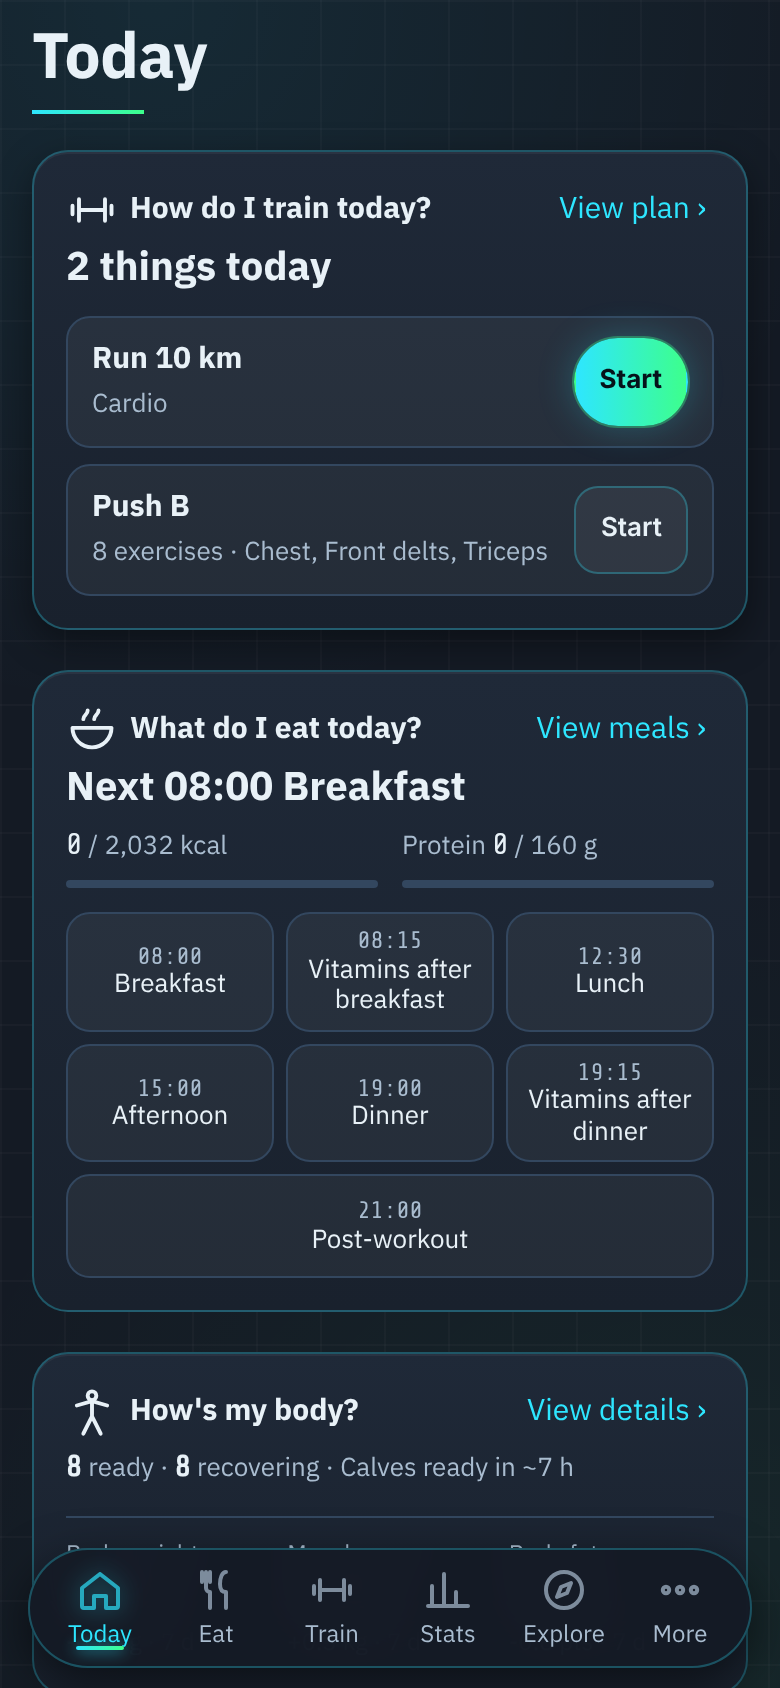 Today
How do I train today?
View plan ›
2 things today
Run 10 km
Cardio
Start
Push B
8 exercises · Chest, Front delts, Triceps
Start
What do I eat today?
View meals ›
Next 08:00 Breakfast
0 / 2,032 kcal
Protein 0 / 160 g
08:00
Breakfast
08:15
Vitamins after
breakfast
12:30
Lunch
15:00
Afternoon
19:00
Dinner
19:15
Vitamins after
dinner
21:00
Post-workout
How's my body?
View details ›
8 ready · 8 recovering · Calves ready in ~7 h
Today
Eat
Train
Stats
Explore
More